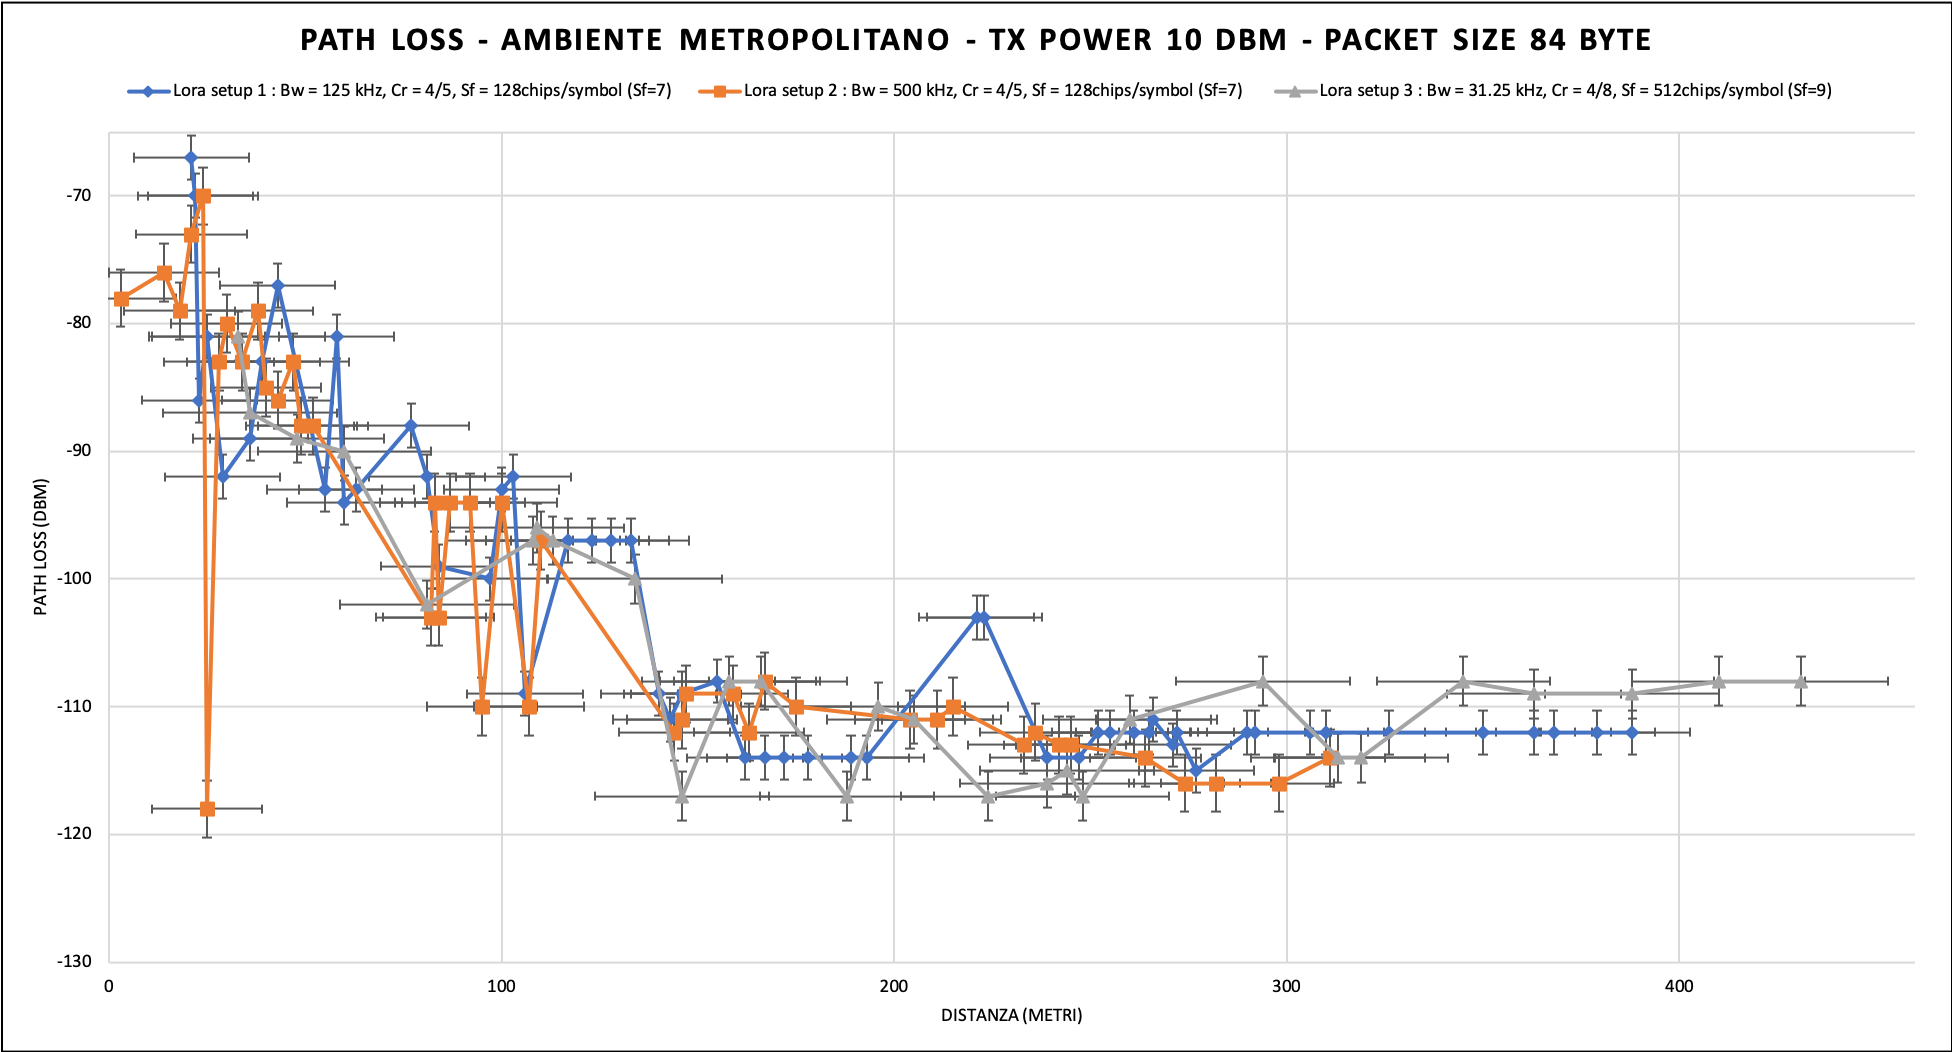 PATH LOSS - AMBIENTE METROPOLITANO - TX POWER 10 DBM - PACKET SIZE 84 BYTE
Lora setup 1 : Bw = 125 kHz, Cr = 4/5, Sf = 128chips/symbol (Sf=7)
Lora setup 2 : Bw = 500 kHz, Cr = 4/5, Sf = 128chips/symbol (Sf=7)
Lora setup 3 : Bw = 31.25 kHz, Cr = 4/8, Sf = 512chips/symbol (Sf=9)
PATH LOSS (DBM)
-70
-80
-90
-100
-110
-120
-130
0
100
200
300
400
DISTANZA (METRI)